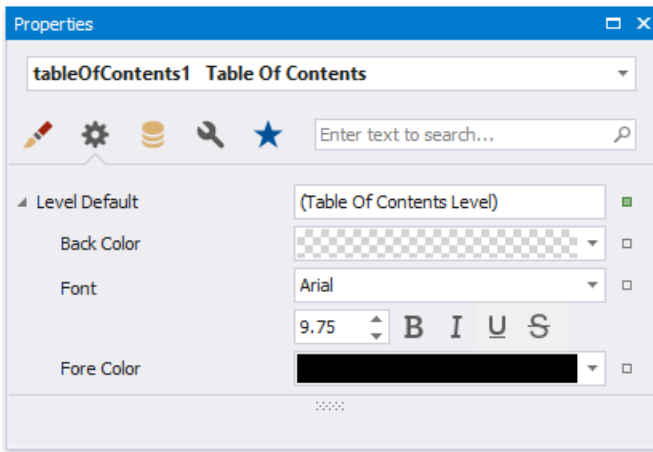 Properties
tableOfContents1 Table Of Contents
Enter text to search...
Level Default (Table Of Contents Level)
Back Color
Font Arial
9.75 B I U S
Fore Color